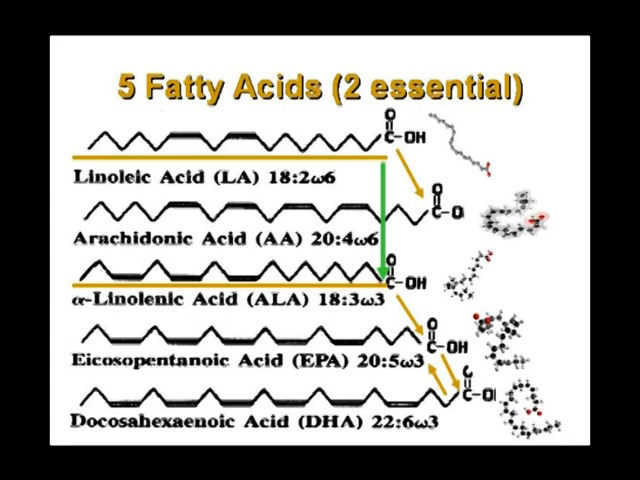 5 Fatty Acids (2 essential)
O
C-OH
Linoleic Acid (LA) 18:2ω6
O
C-O
Arachidonic Acid (AA) 20:4ω6
O
C-OH
α-Linolenic Acid (ALA) 18:3ω3
O
C-OH
Eicosopentanoic Acid (EPA) 20:5ω3
C-O
Docosahexaenoic Acid (DHA) 22:6ω3